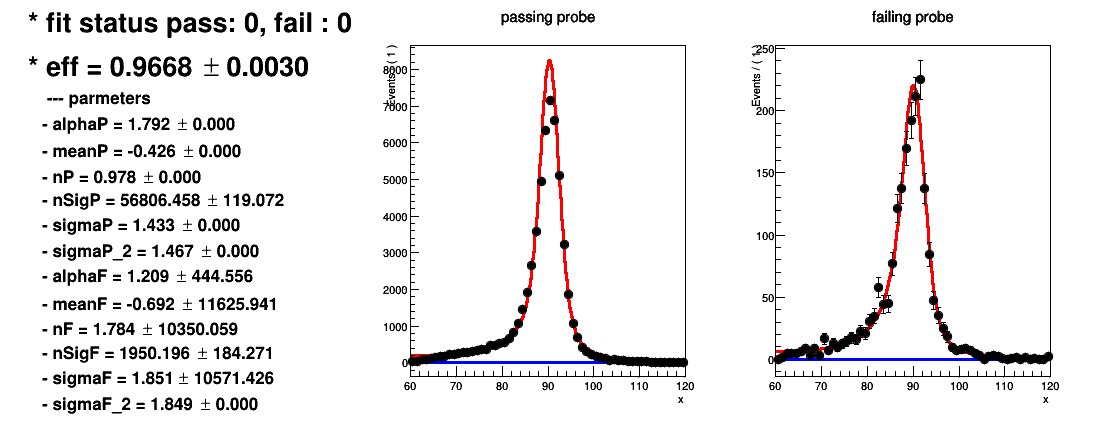 * fit status pass: 0, fail : 0
* eff = 0.9668 ± 0.0030
--- parmeters
- alphaP = 1.792 ± 0.000
- meanP = -0.426 ± 0.000
- nP = 0.978 ± 0.000
- nSigP = 56806.458 ± 119.072
- sigmaP = 1.433 ± 0.000
- sigmaP_2 = 1.467 ± 0.000
- alphaF = 1.209 ± 444.556
- meanF = -0.692 ± 11625.941
- nF = 1.784 ± 10350.059
- nSigF = 1950.196 ± 184.271
- sigmaF = 1.851 ± 10571.426
- sigmaF_2 = 1.849 ± 0.000
passing probe
Events / ( 1 )
8000
7000
6000
5000
4000
3000
2000
1000
0
60 70 80 90 100 110 120
x
failing probe
Events / ( 1 )
250
200
150
100
50
0
60 70 80 90 100 110 120
x